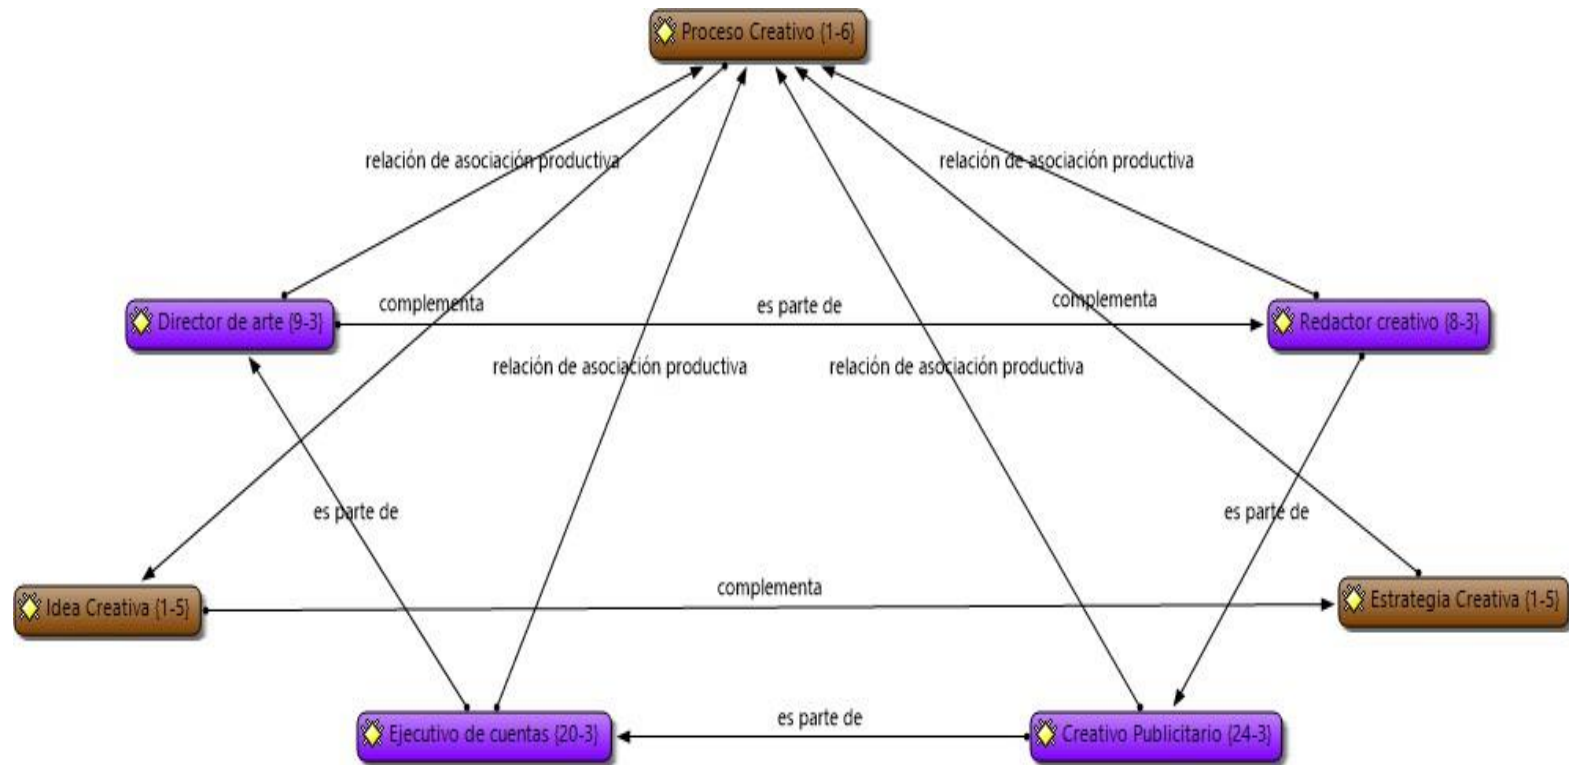 Proceso Creativo {1-6}
relación de asociación productiva
relación de asociación productiva
complementa
es parte de
complementa
Director de arte {9-3}
Redactor creativo {8-3}
relación de asociación productiva
relación de asociación productiva
es parte de
es parte de
complementa
Idea Creativa {1-5}
Estrategia Creativa {1-5}
es parte de
Ejecutivo de cuentas {20-3}
Creativo Publicitario {24-3}